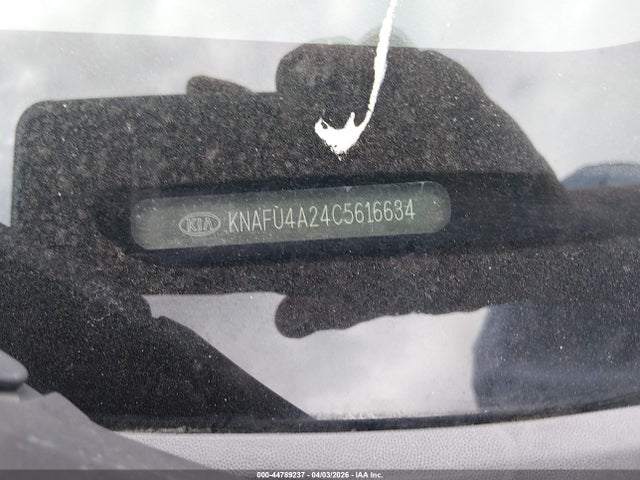 KIA KNAFU4A24C5616634
000-44789237 - 04/03/2026 - IAA Inc.